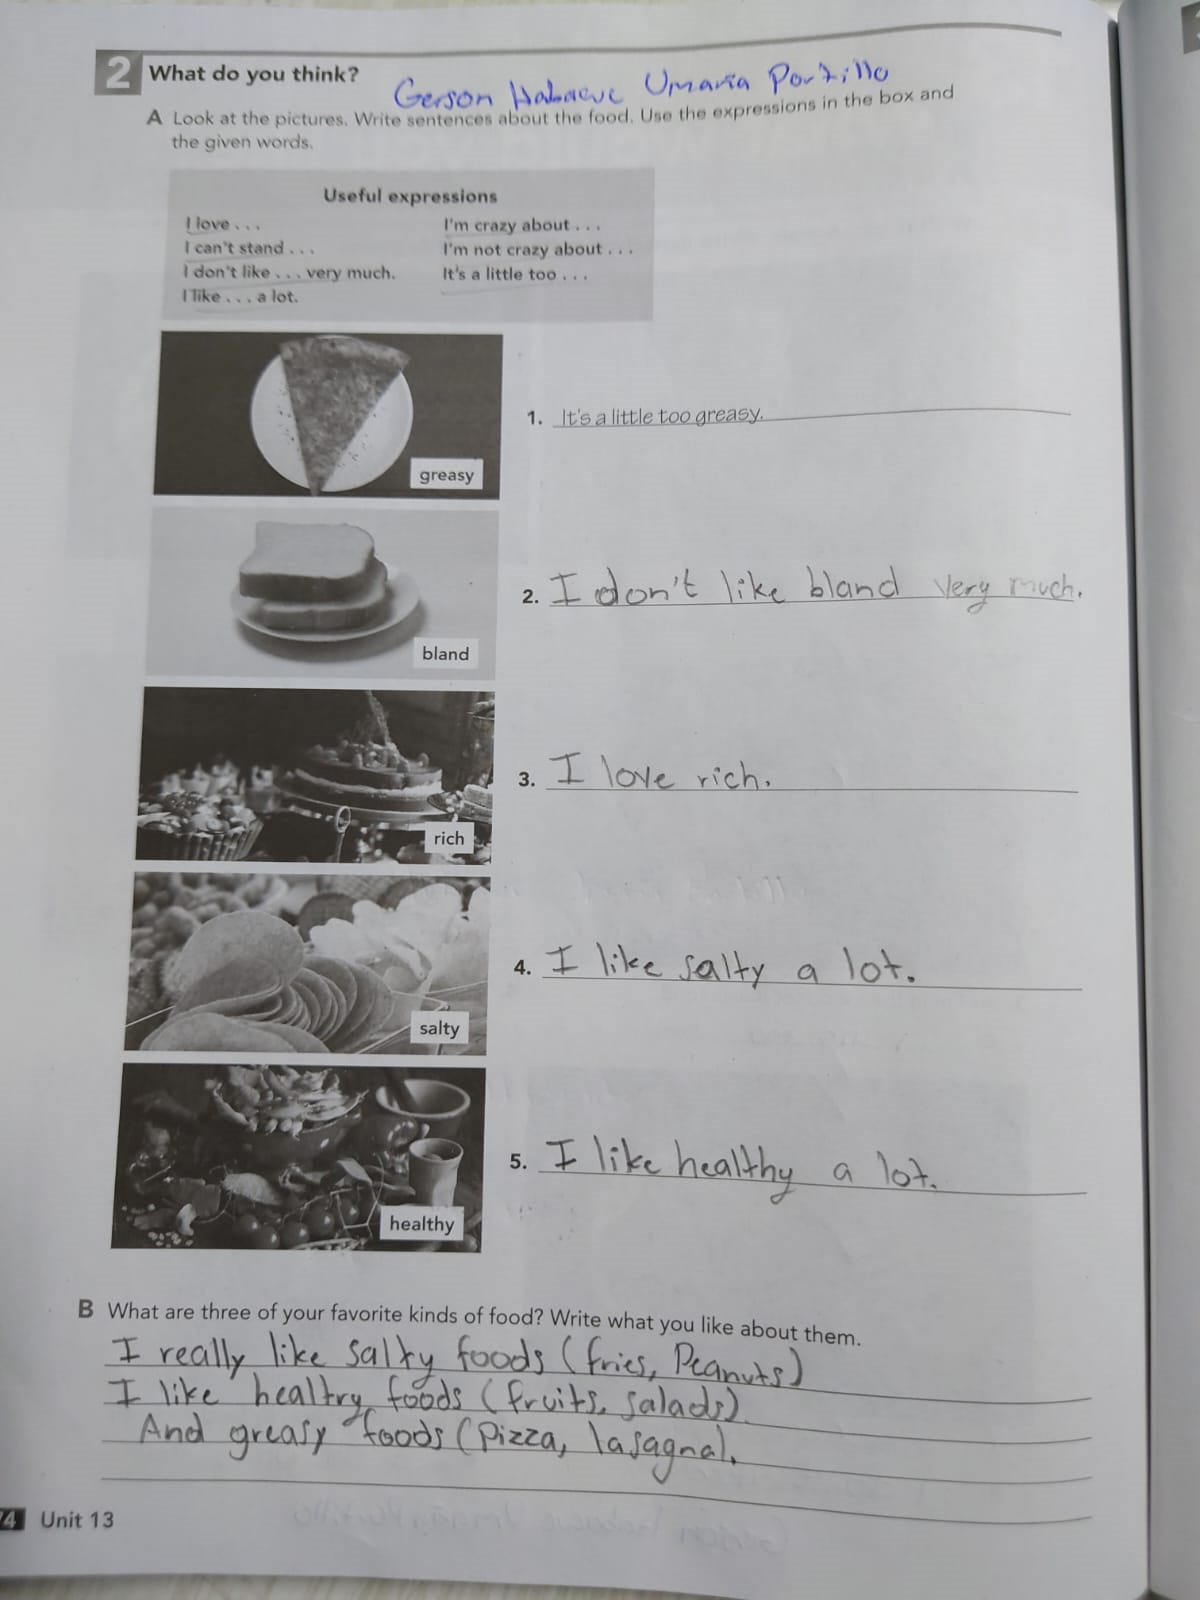 2 What do you think?
Gerson Habacuc Umaña Portillo
A Look at the pictures. Write sentences about the food. Use the expressions in the box and
the given words.
Useful expressions
I love . . .
I'm crazy about . . .
I can't stand . . .
I'm not crazy about . . .
I don't like . . . very much.
It's a little too . . .
I like . . . a lot.
greasy
1. It's a little too greasy.
bland
2. I don't like bland very much.
rich
3. I love rich.
salty
4. I like salty a lot.
healthy
5. I like healthy a lot.
B What are three of your favorite kinds of food? Write what you like about them.
I really like salty foods (fries, Peanuts)
I like healtry foods (fruits, salads)
And greasy foods (Pizza, lasagna).
4 Unit 13